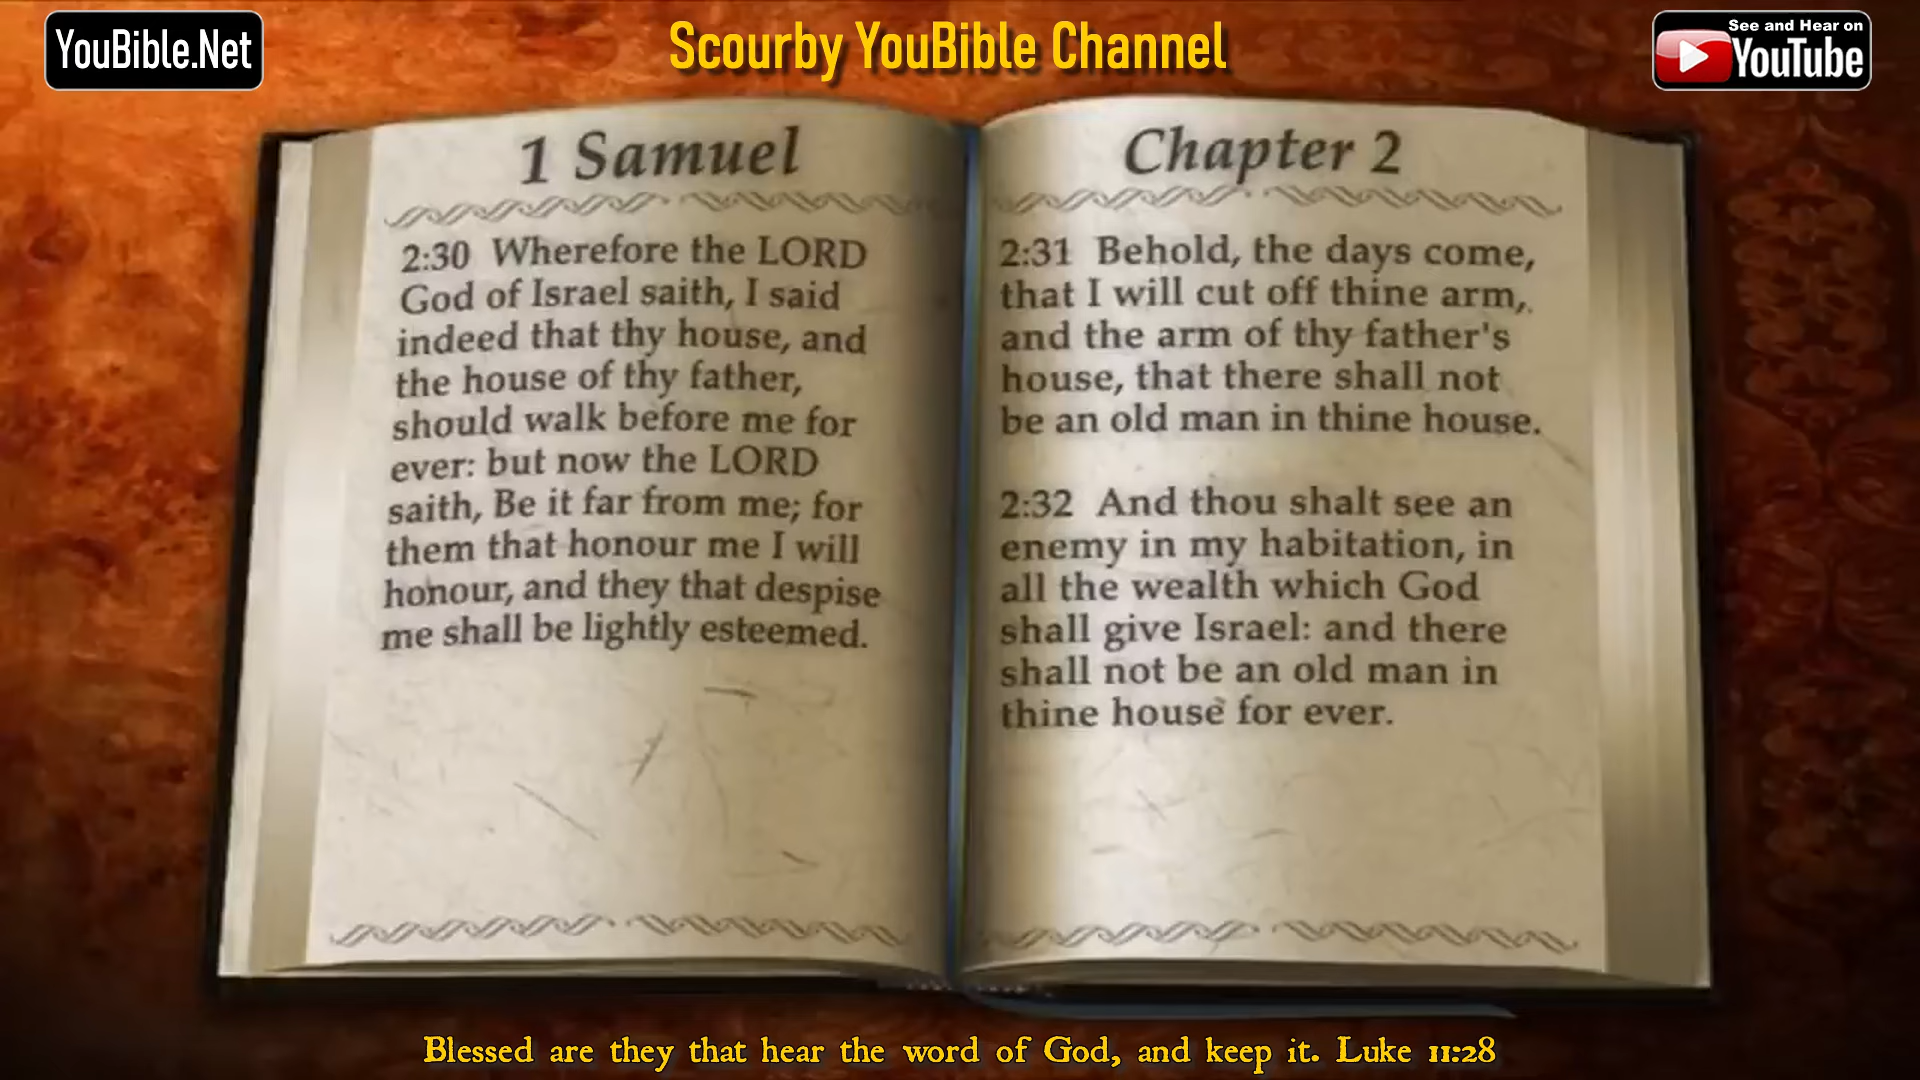 YouBible.Net
Scourby YouBible Channel
See and Hear on
YouTube
1 Samuel
2:30 Wherefore the LORD
God of Israel saith, I said
indeed that thy house, and
the house of thy father,
should walk before me for
ever: but now the LORD
saith, Be it far from me; for
them that honour me I will
honour, and they that despise
me shall be lightly esteemed.
Chapter 2
2:31 Behold, the days come,
that I will cut off thine arm,
and the arm of thy father's
house, that there shall not
be an old man in thine house.
2:32 And thou shalt see an
enemy in my habitation, in
all the wealth which God
shall give Israel: and there
shall not be an old man in
thine house for ever.
Blessed are they that hear the word of God, and keep it. Luke 11:28